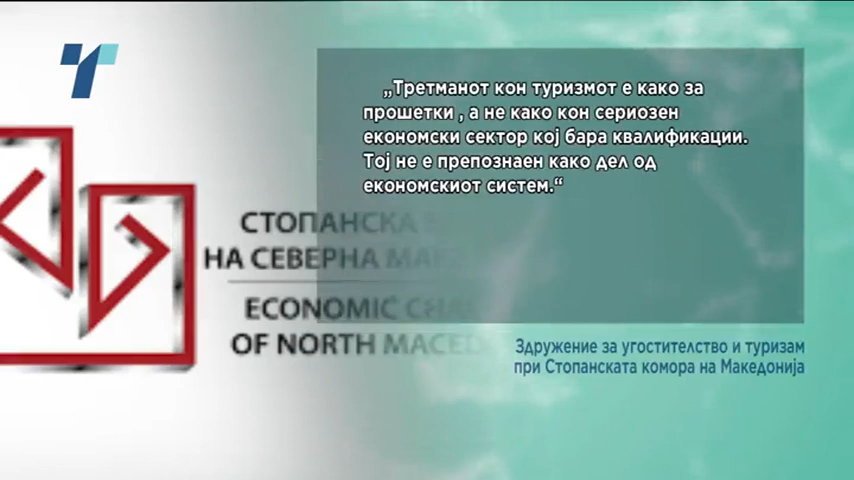 „Третманот кон туризмот е како за
прошетки , а не како кон сериозен
економски сектор кој бара квалификации.
Тој не е препознаен како дел од
економскиот систем.“
СТОПАНСКА
НА СЕВЕРНА
ECONOMIC
OF NORTH
Здружение за угостителство и туризам
при Стопанската комора на Македонија